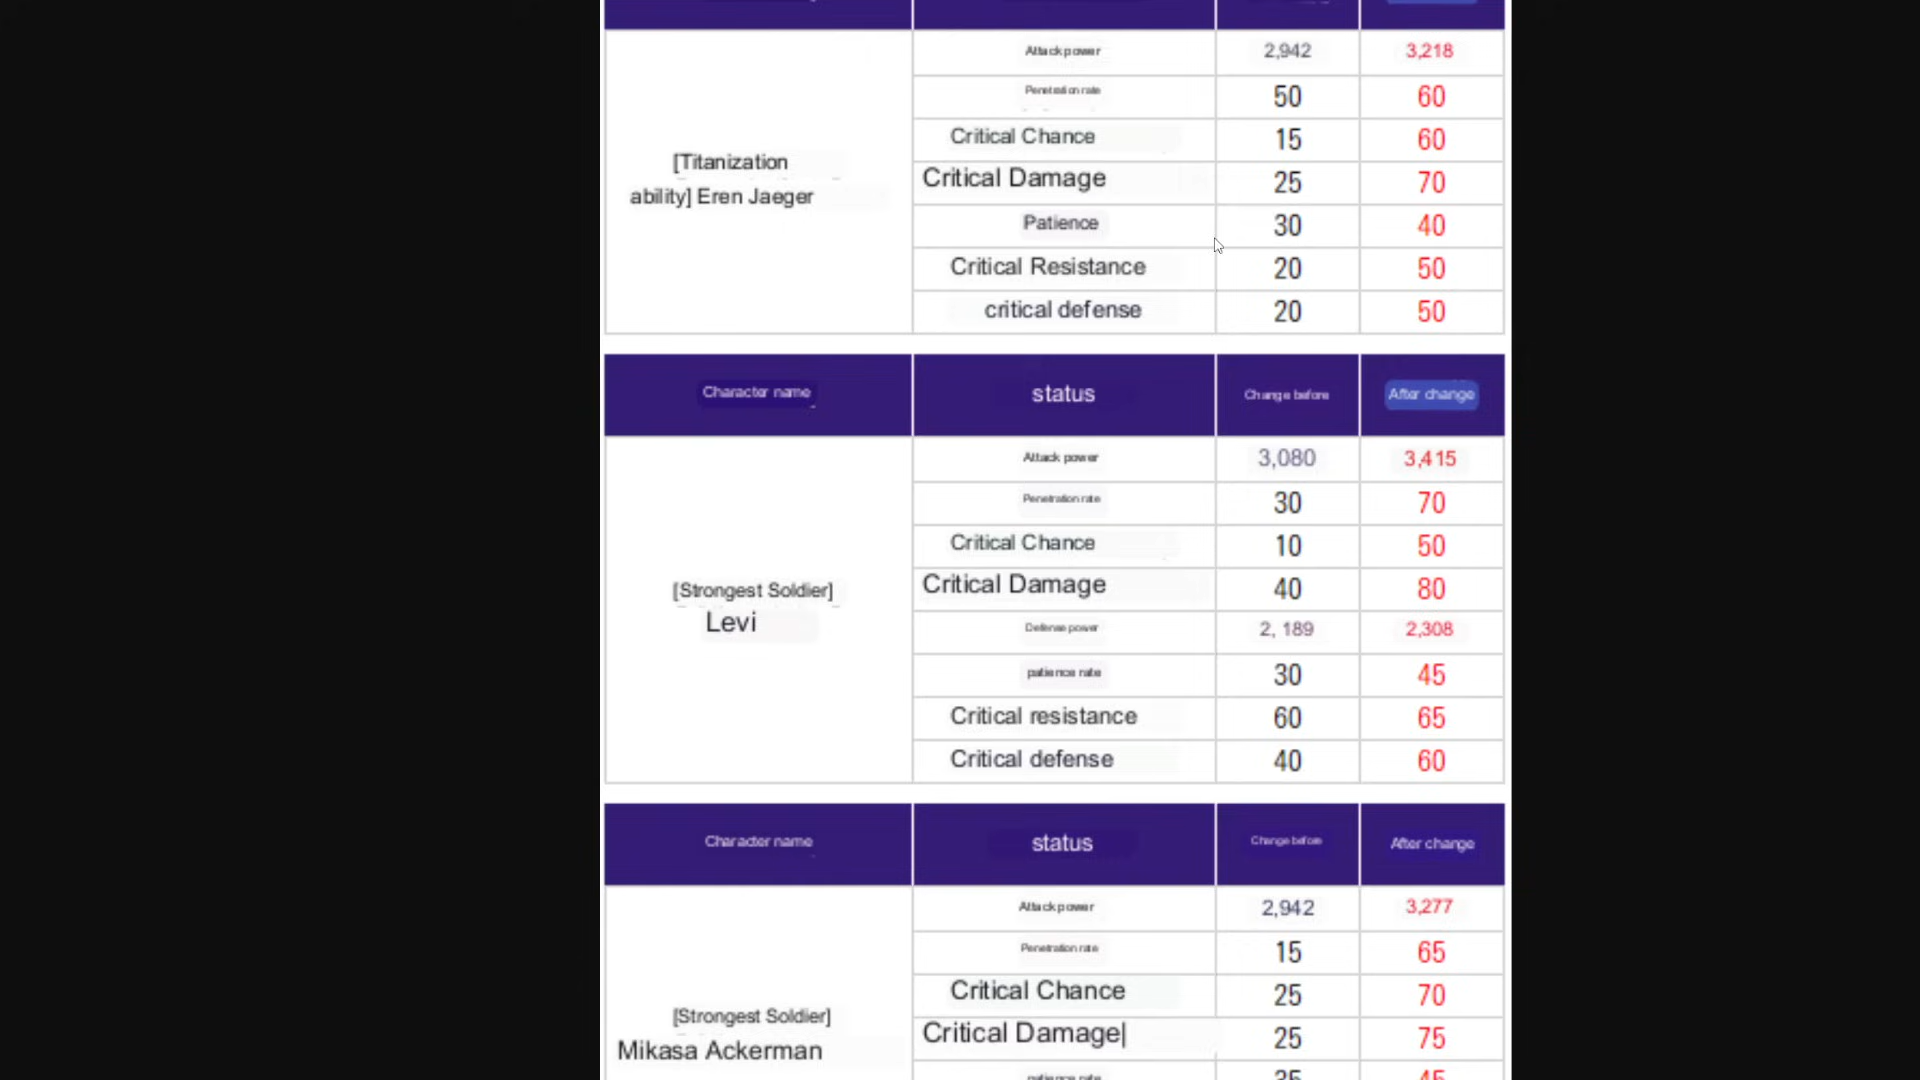 Attack power 2,942 3,218
Penetration rate 50 60
Critical Chance 15 60
[Titanization
ability] Eren Jaeger
Critical Damage 25 70
Patience 30 40
Critical Resistance 20 50
critical defense 20 50
Character name status Change before After change
Attack power 3,080 3,415
Penetration rate 30 70
Critical Chance 10 50
[Strongest Soldier]
Levi
Critical Damage 40 80
Defense power 2, 189 2,308
patience rate 30 45
Critical resistance 60 65
Critical defense 40 60
Character name status Change before After change
Attack power 2,942 3,277
Penetration rate 15 65
Critical Chance 25 70
[Strongest Soldier]
Mikasa Ackerman
Critical Damage| 25 75
patience rate 35 45